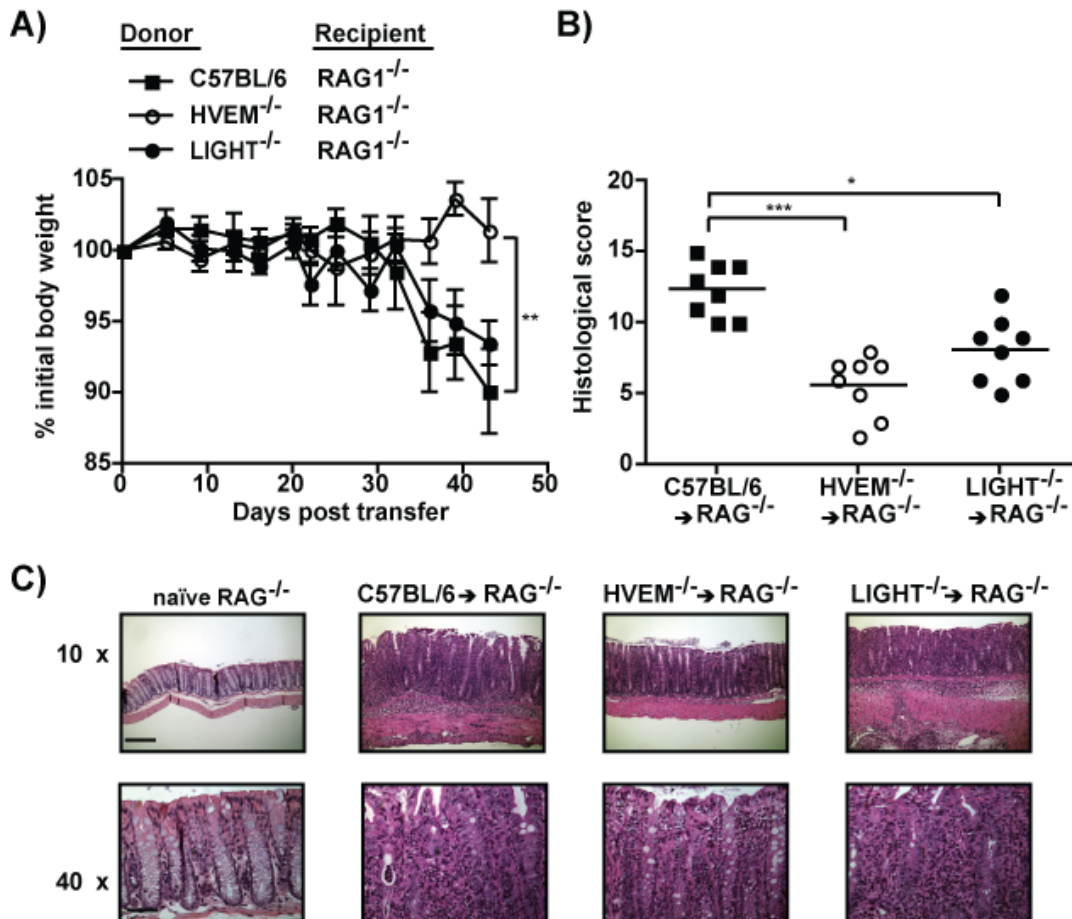 A)
Donor Recipient
C57BL/6 RAG1-/-
HVEM-/- RAG1-/-
LIGHT-/- RAG1-/-
% initial body weight
105
100
95
90
85
**
0 10 20 30 40 50
Days post transfer
B)
Histological score
20
15
10
5
0
*
***
C57BL/6 HVEM-/- LIGHT-/-
→RAG-/- →RAG-/- →RAG-/-
C)
naïve RAG-/- C57BL/6→RAG-/- HVEM-/-→RAG-/- LIGHT-/-→RAG-/-
10 x
40 x